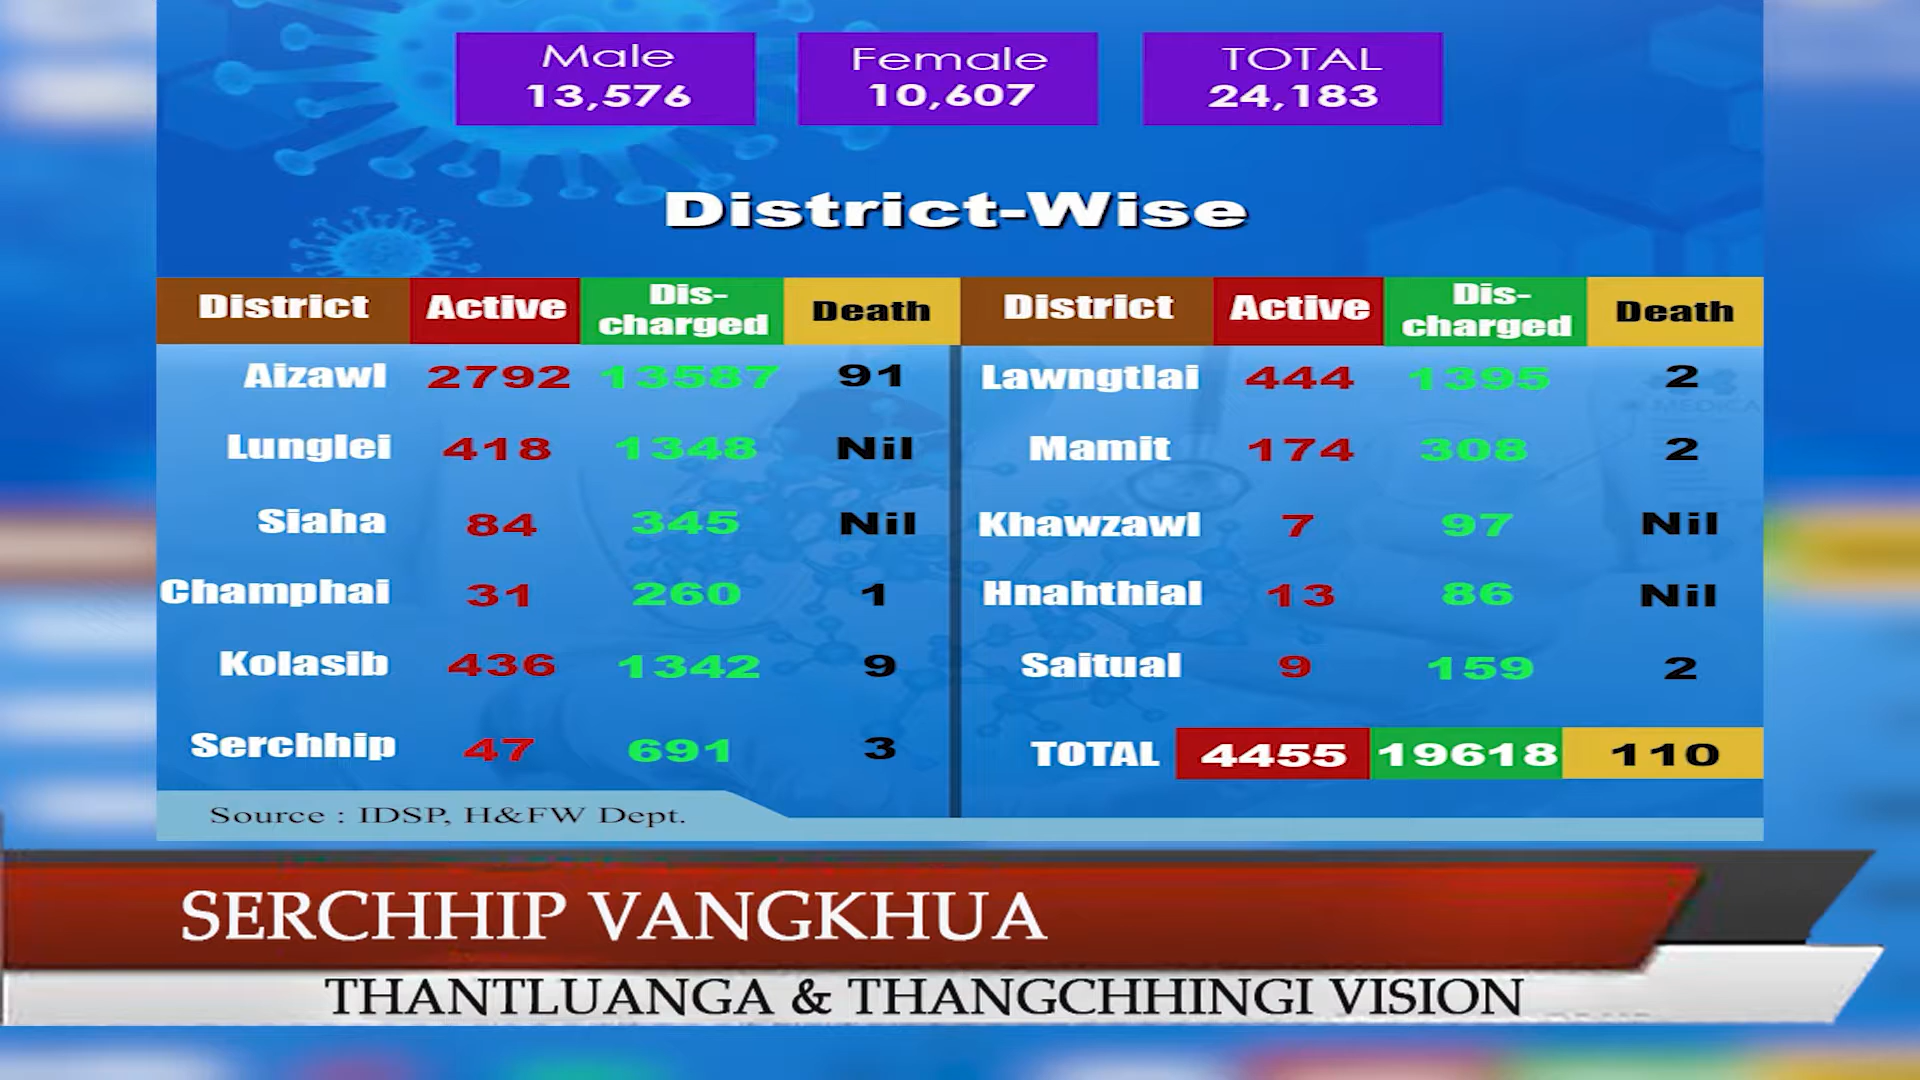 Male
13,576
Female
10,607
TOTAL
24,183
District-Wise
District Active Dis-charged Death District Active Dis-charged Death
Aizawl 2792 13587 91 Lawngtlai 444 1395 2
Lunglei 418 1348 Nil Mamit 174 308 2
Siaha 84 345 Nil Khawzawl 7 97 Nil
Champhai 31 260 1 Hnahthial 13 86 Nil
Kolasib 436 1342 9 Saitual 9 159 2
Serchhip 47 691 3 TOTAL 4455 19618 110
Source : IDSP, H&FW Dept.
SERCHHIP VANGKHUA
THANTLUANGA & THANGCHHINGI VISION